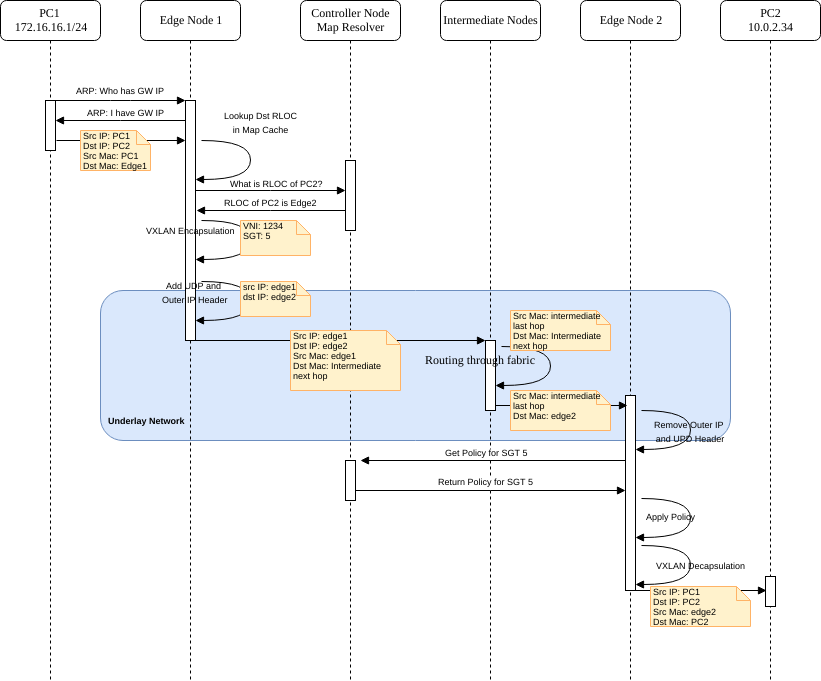 PC1
172.16.16.1/24
Edge Node 1
Controller Node
Map Resolver
Intermediate Nodes
Edge Node 2
PC2
10.0.2.34
ARP: Who has GW IP
ARP: I have GW IP
Src IP: PC1
Dst IP: PC2
Src Mac: PC1
Dst Mac: Edge1
Lookup Dst RLOC
in Map Cache
What is RLOC of PC2?
RLOC of PC2 is Edge2
VXLAN Encapsulation
VNI: 1234
SGT: 5
Add UDP and
Outer IP Header
src IP: edge1
dst IP: edge2
Src IP: edge1
Dst IP: edge2
Src Mac: edge1
Dst Mac: Intermediate
next hop
Src Mac: intermediate
last hop
Dst Mac: Intermediate
next hop
Routing through fabric
Src Mac: intermediate
last hop
Dst Mac: edge2
Underlay Network
Remove Outer IP
and UPD Header
Get Policy for SGT 5
Return Policy for SGT 5
Apply Policy
VXLAN Decapsulation
Src IP: PC1
Dst IP: PC2
Src Mac: edge2
Dst Mac: PC2